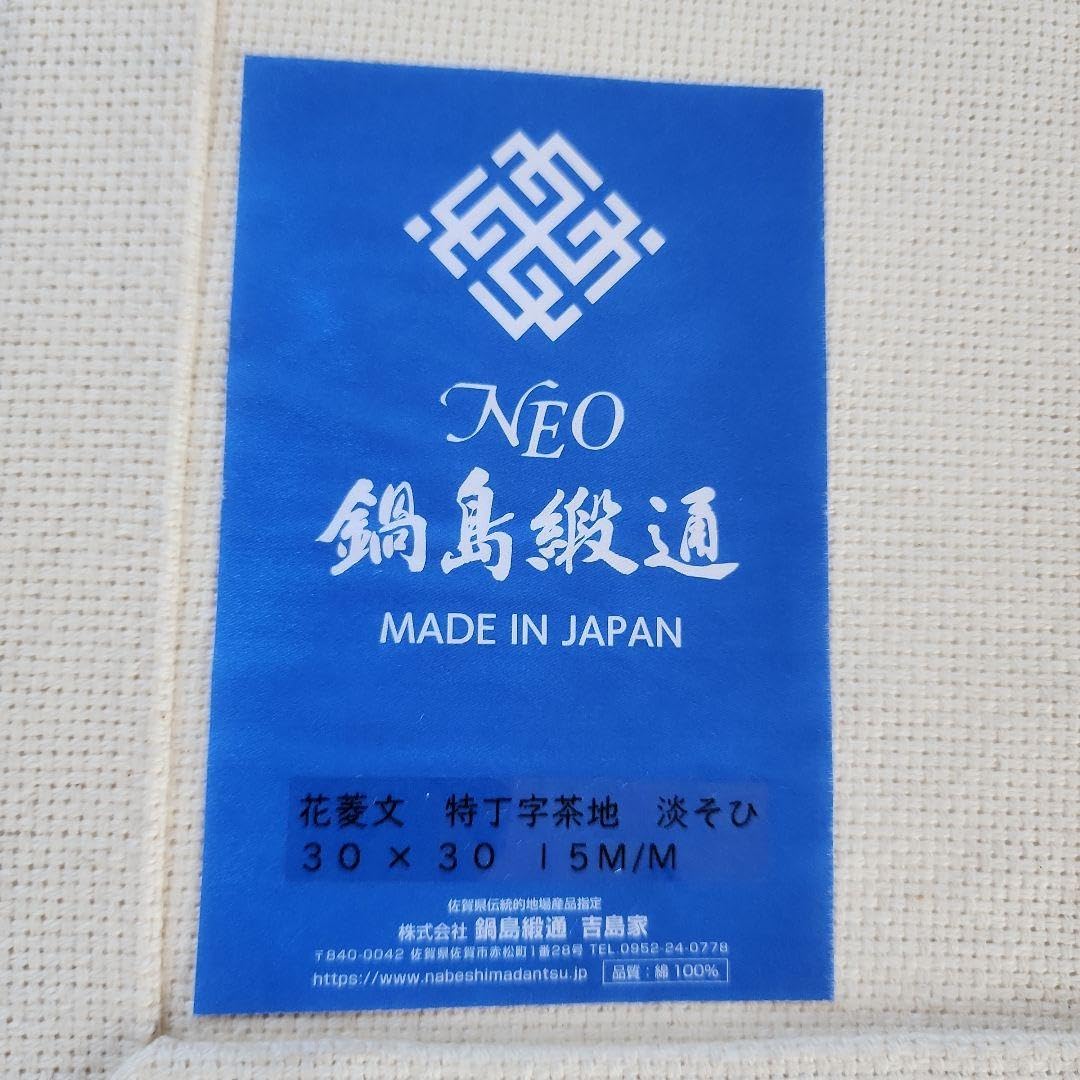 NEO
鍋島緞通
MADE IN JAPAN
花菱文 特丁字茶地 淡そひ
30×30 15M/M
佐賀県伝統的地場産品指定
株式会社 鍋島緞通 吉島家
〒840-0042 佐賀県佐賀市赤松町1番28号 TEL.0952-24-0778
https://www.nabeshimadantsu.jp 品質:綿100%